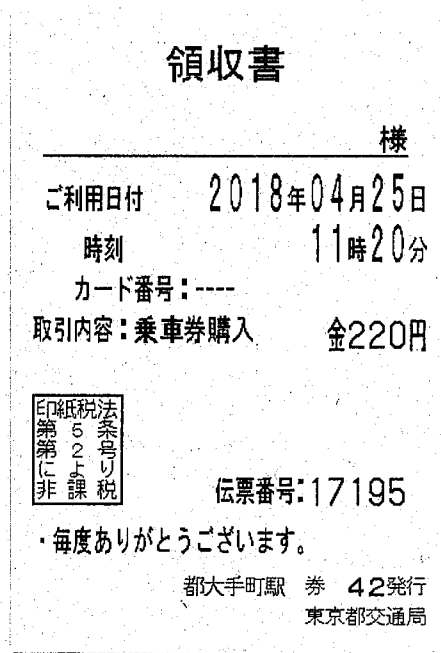 領収書
様
ご利用日付 2018年04月25日
時刻 11時20分
カード番号:----
取引内容:乗車券購入 金220円
印紙税法
第5条
第2号
により
非課税
伝票番号:17195
・毎度ありがとうございます。
都大手町駅 券 42発行
東京都交通局